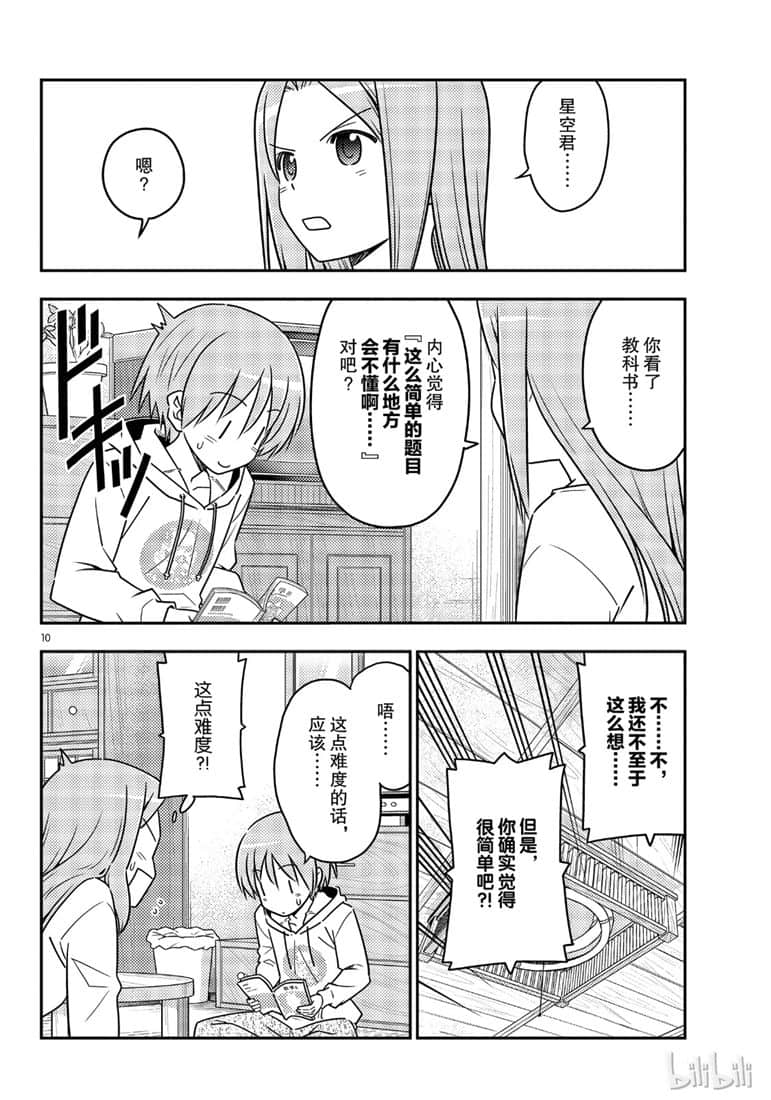 星空君……
嗯？
你看了
教科书……
内心觉得
『这么简单的题目
有什么地方
会不懂啊……』
对吧？
ドキッ
10
不……不，
我还不至于
这么想……
但是，
你确实觉得
很简单吧？！
唔……
这点难度的话，
应该……
这点难度？！
bilibili